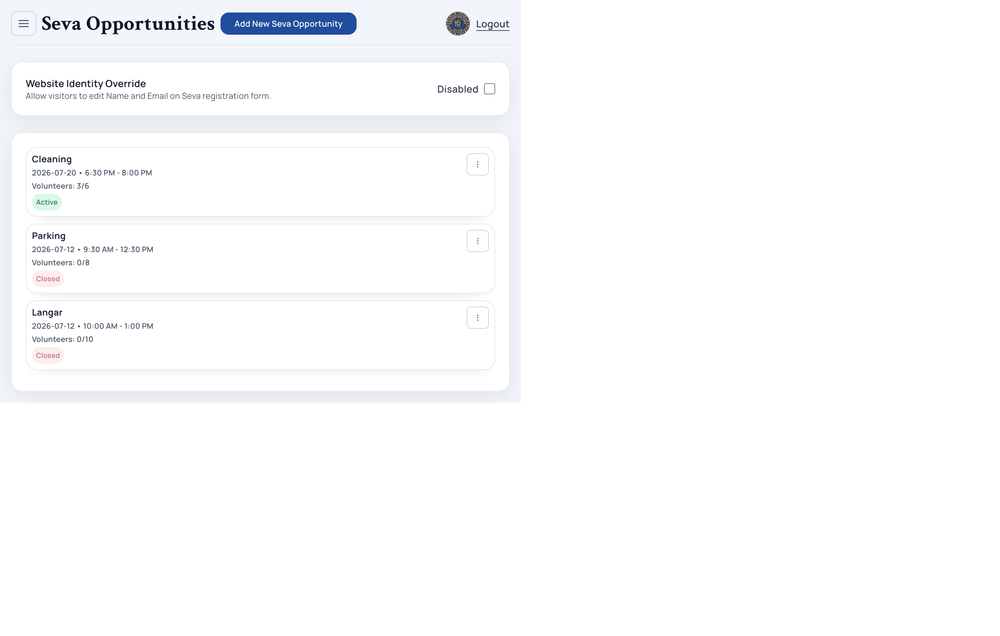 Seva Opportunities
Add New Seva Opportunity
MILTON
Logout
Website Identity Override
Allow visitors to edit Name and Email on Seva registration form.
Disabled
Cleaning
2026-07-20 • 6:30 PM - 8:00 PM
Volunteers: 3/6
Active
Parking
2026-07-12 • 9:30 AM - 12:30 PM
Volunteers: 0/8
Closed
Langar
2026-07-12 • 10:00 AM - 1:00 PM
Volunteers: 0/10
Closed